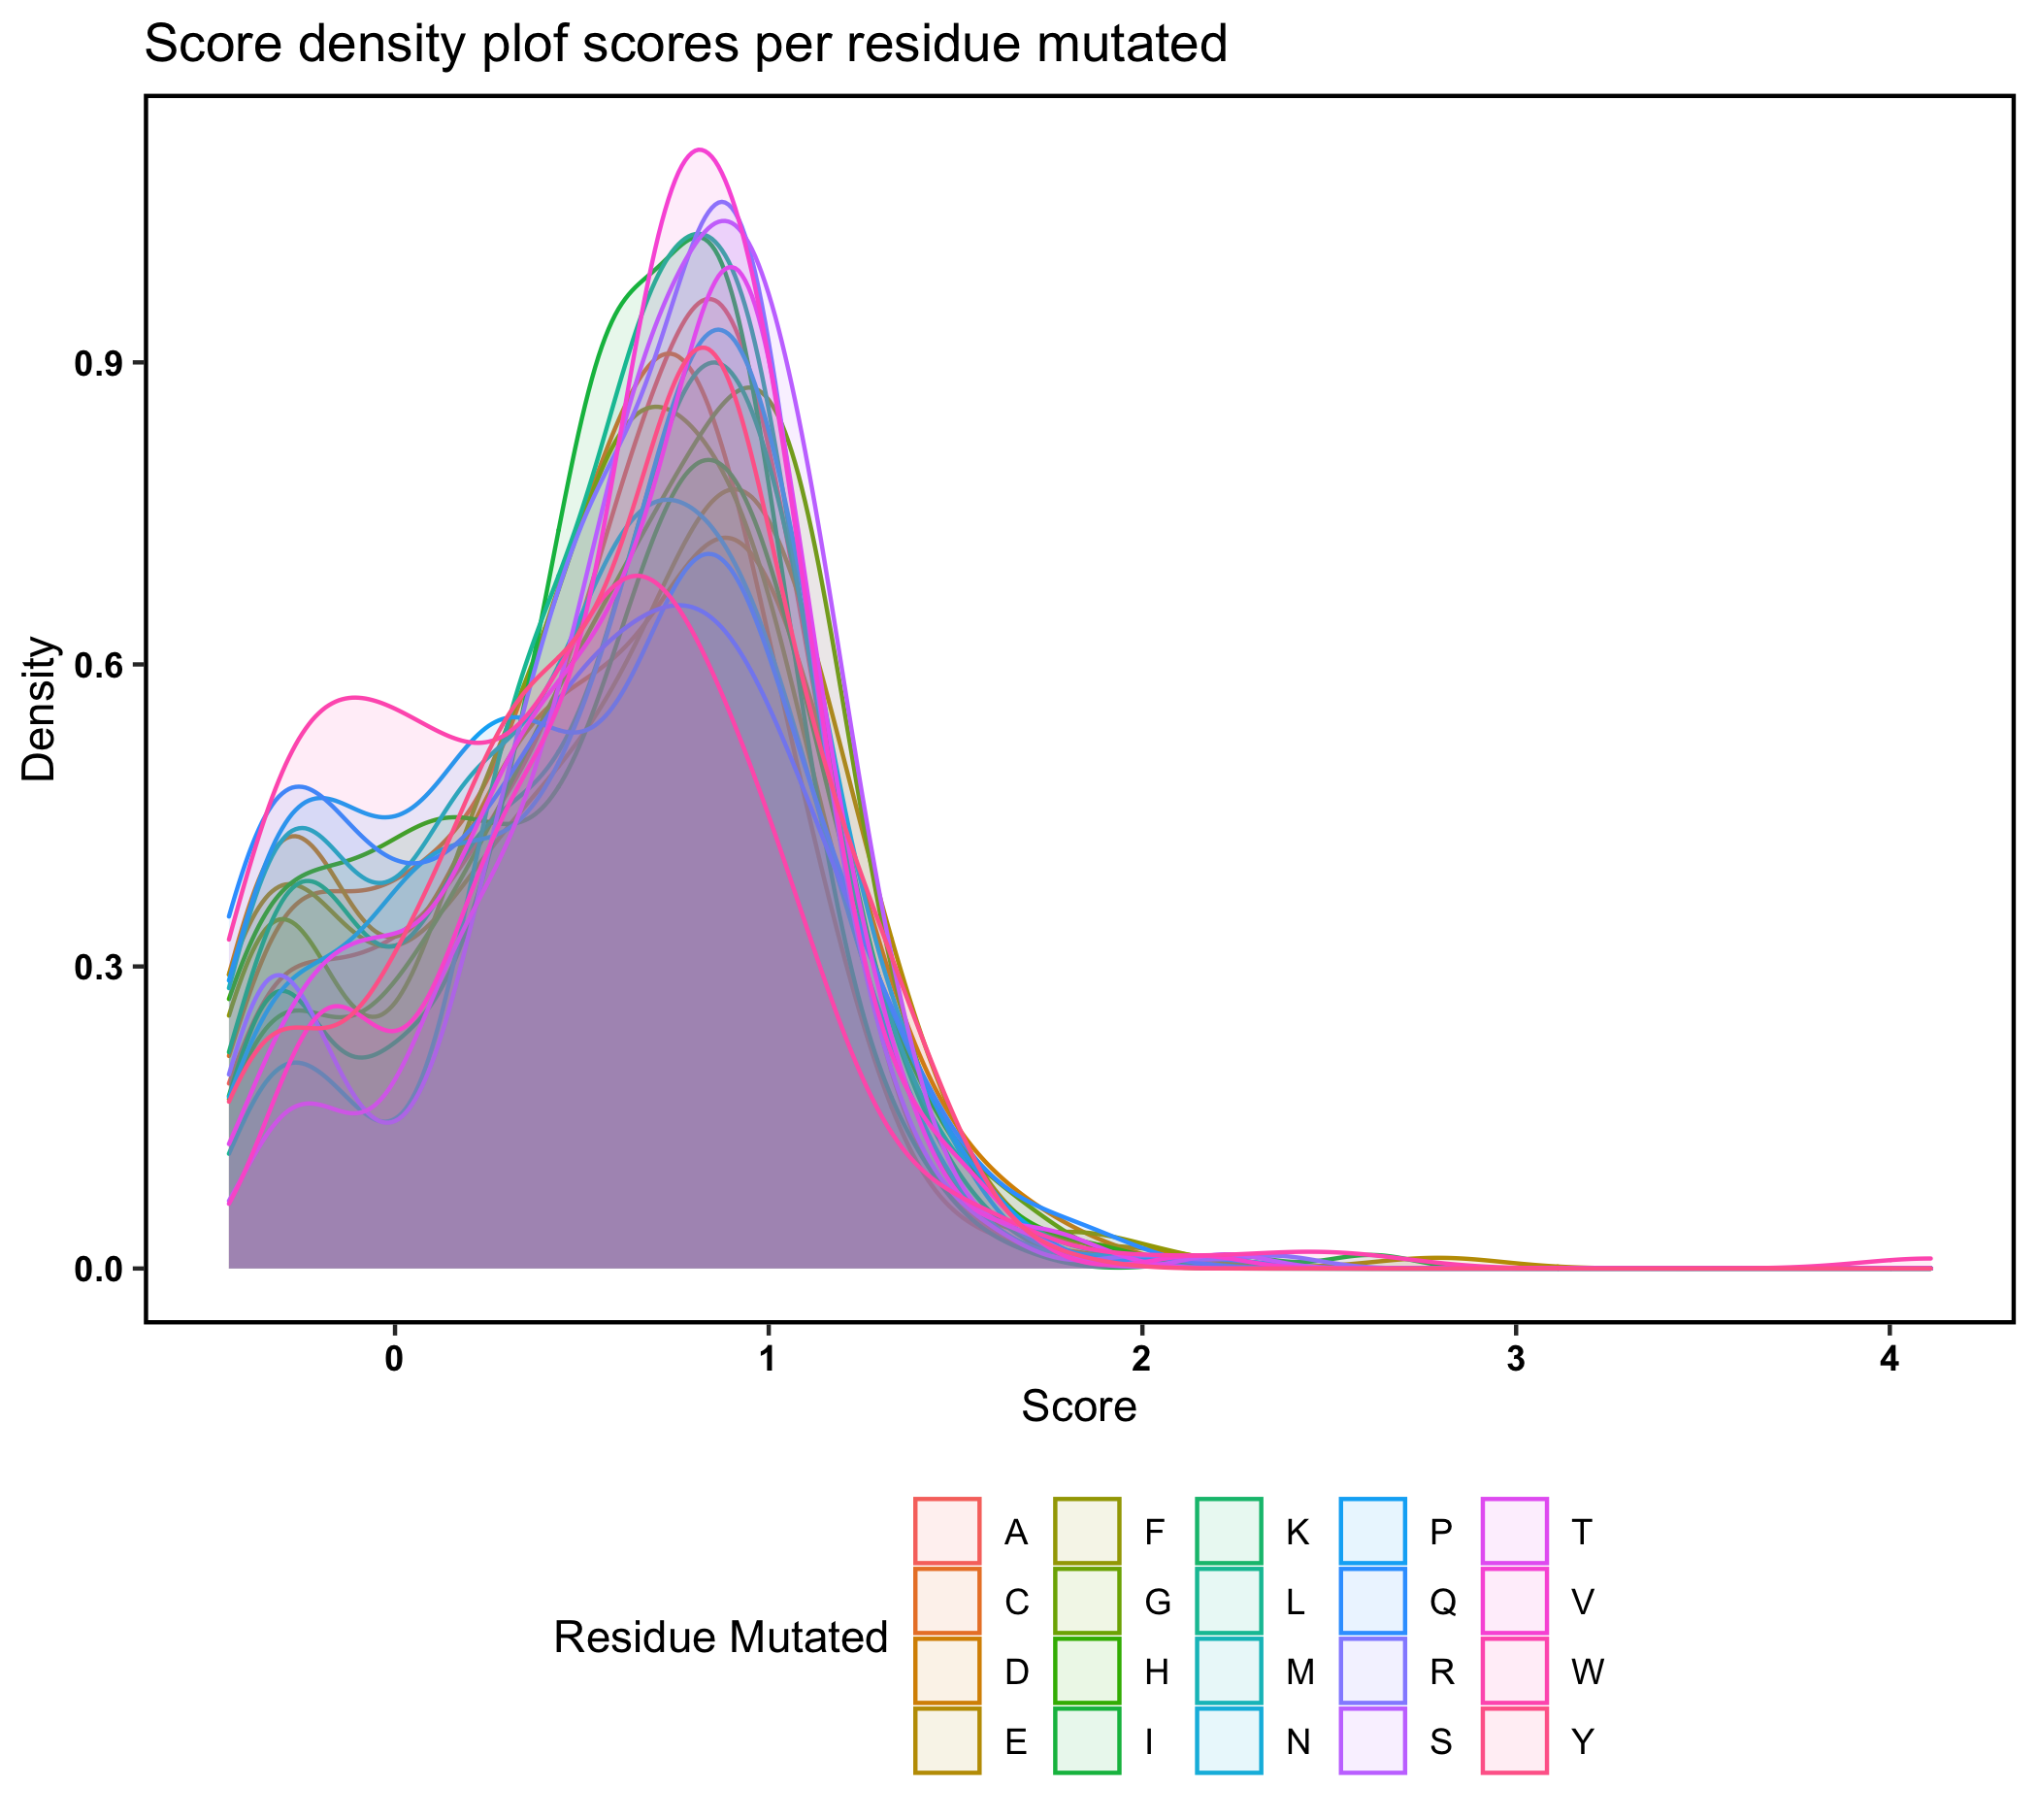 Score density plof scores per residue mutated
Density
0.9
0.6
0.3
0.0
0 1 2 3 4
Score
Residue Mutated
A F K P T
C G L Q V
D H M R W
E I N S Y